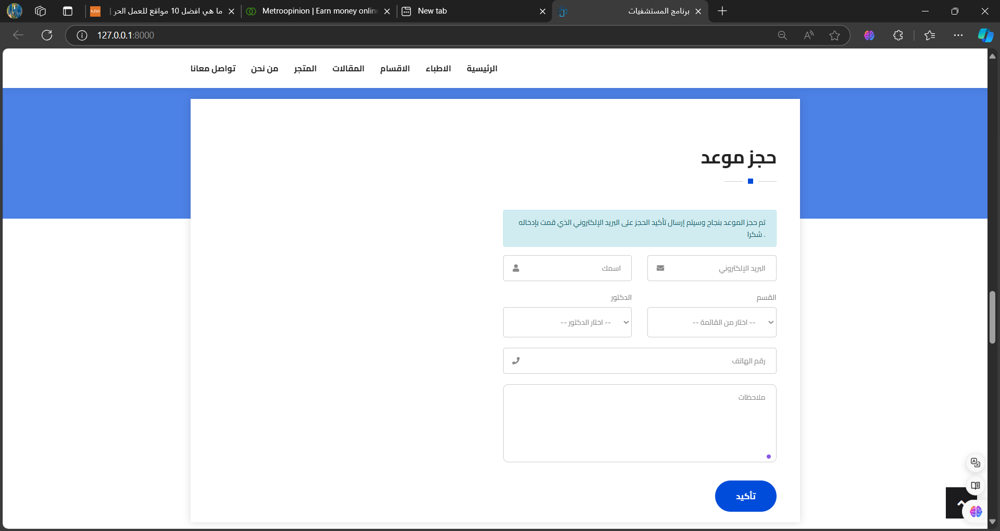 ما هي افضل 10 مواقع للعمل الحر |
Metroopinion | Earn money online
New tab
برنامج المستشفيات
127.0.0.1:8000
الرئيسية
الاطباء
الاقسام
المقالات
المتجر
من نحن
تواصل معانا
حجز موعد
تم حجز الموعد بنجاح وسيتم إرسال تأكيد الحجز على البريد الإلكتروني الذي قمت بإدخاله
. شكرا
البريد الإلكتروني
اسمك
القسم
الدكتور
-- اختار من القائمة --
-- اختار الدكتور --
رقم الهاتف
ملاحظات
تأكيد